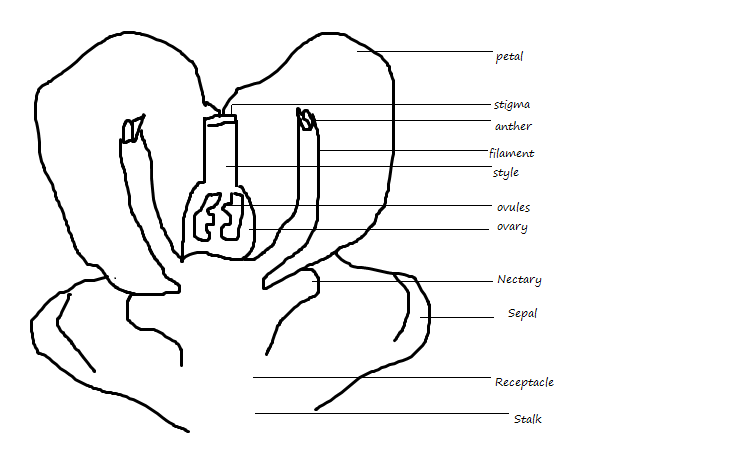 petal
stigma
anther
filament
style
ovules
ovary
Nectary
Sepal
Receptacle
Stalk